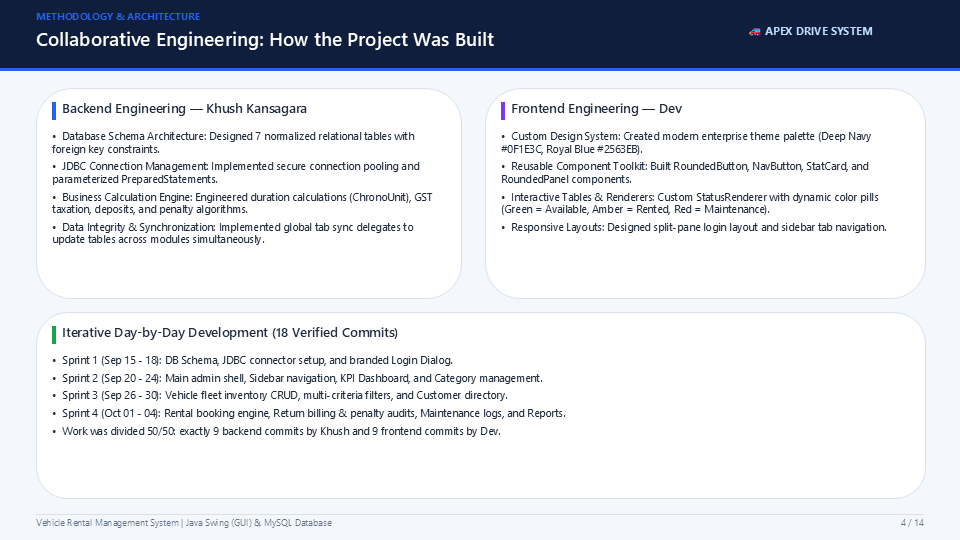 METHODOLOGY & ARCHITECTURE
Collaborative Engineering: How the Project Was Built
🚗 APEX DRIVE SYSTEM
Backend Engineering — Khush Kansagara
• Database Schema Architecture: Designed 7 normalized relational tables with
foreign key constraints.
• JDBC Connection Management: Implemented secure connection pooling and
parameterized PreparedStatements.
• Business Calculation Engine: Engineered duration calculations (ChronoUnit), GST
taxation, deposits, and penalty algorithms.
• Data Integrity & Synchronization: Implemented global tab sync delegates to
update tables across modules simultaneously.
Frontend Engineering — Dev
• Custom Design System: Created modern enterprise theme palette (Deep Navy
#0F1E3C, Royal Blue #2563EB).
• Reusable Component Toolkit: Built RoundedButton, NavButton, StatCard, and
RoundedPanel components.
• Interactive Tables & Renderers: Custom StatusRenderer with dynamic color pills
(Green = Available, Amber = Rented, Red = Maintenance).
• Responsive Layouts: Designed split-pane login layout and sidebar tab navigation.
Iterative Day-by-Day Development (18 Verified Commits)
• Sprint 1 (Sep 15 - 18): DB Schema, JDBC connector setup, and branded Login Dialog.
• Sprint 2 (Sep 20 - 24): Main admin shell, Sidebar navigation, KPI Dashboard, and Category management.
• Sprint 3 (Sep 26 - 30): Vehicle fleet inventory CRUD, multi-criteria filters, and Customer directory.
• Sprint 4 (Oct 01 - 04): Rental booking engine, Return billing & penalty audits, Maintenance logs, and Reports.
• Work was divided 50/50: exactly 9 backend commits by Khush and 9 frontend commits by Dev.
Vehicle Rental Management System | Java Swing (GUI) & MySQL Database
4 / 14